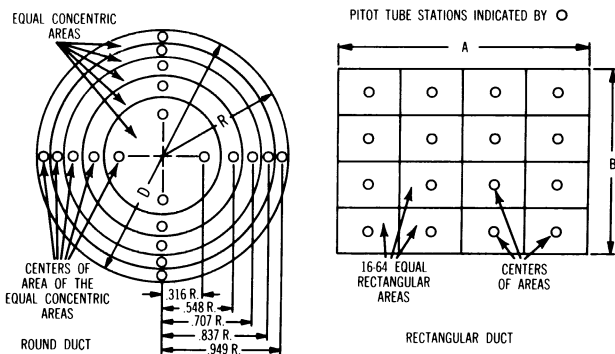 EQUAL CONCENTRIC
AREAS
R
D
CENTERS OF
AREA OF THE
EQUAL CONCENTRIC
AREAS
.316 R.
.548 R.
.707 R.
.837 R.
.949 R.
ROUND DUCT
PITOT TUBE STATIONS INDICATED BY
A
B
16-64 EQUAL
RECTANGULAR
AREAS
CENTERS
OF AREAS
RECTANGULAR DUCT